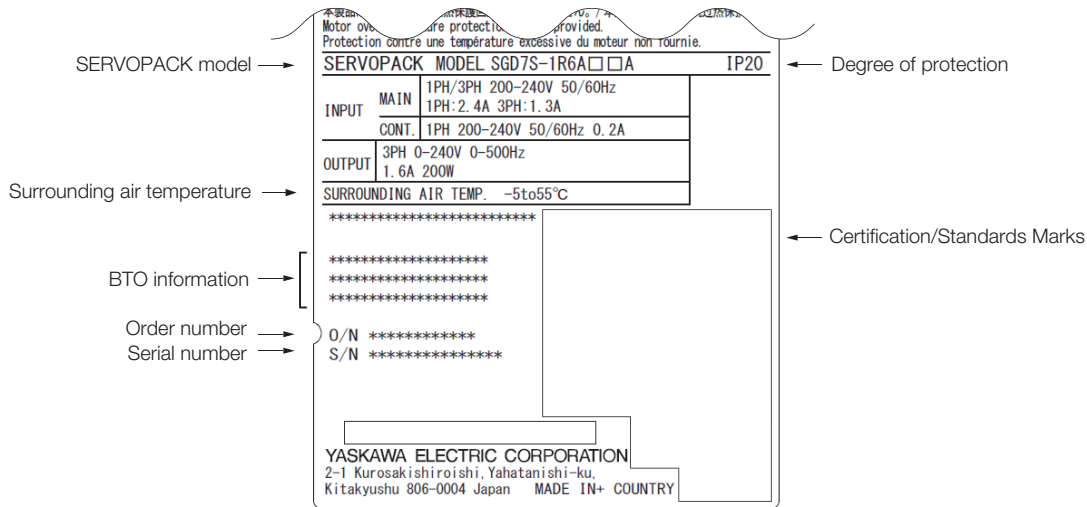 Motor ove re protecti rovided.
Protection contre une température excessive du moteur non fournie.
SERVOPACK model
SERVOPACK MODEL SGD7S-1R6A□□A IP20
Degree of protection
INPUT MAIN 1PH/3PH 200-240V 50/60Hz
1PH:2.4A 3PH:1.3A
CONT. 1PH 200-240V 50/60Hz 0.2A
OUTPUT 3PH 0-240V 0-500Hz
1.6A 200W
Surrounding air temperature
SURROUNDING AIR TEMP. -5to55℃
**************************
Certification/Standards Marks
BTO information
********************
********************
********************
Order number
O/N ************
Serial number
S/N ***************
YASKAWA ELECTRIC CORPORATION
2-1 Kurosakishiroishi, Yahatanishi-ku,
Kitakyushu 806-0004 Japan MADE IN+ COUNTRY